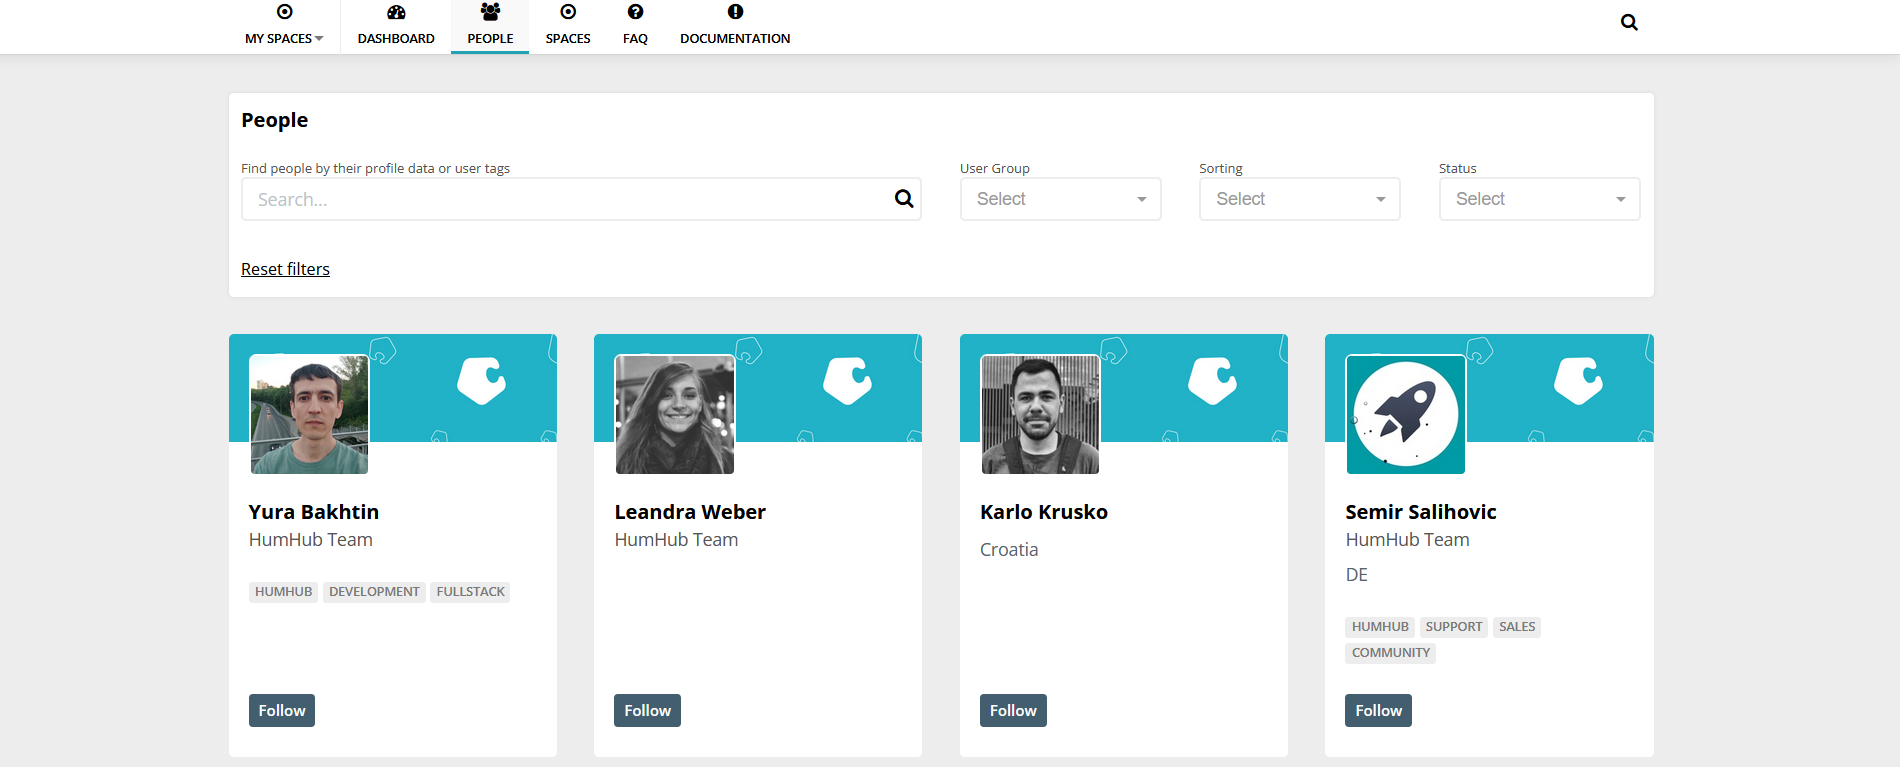 MY SPACES
DASHBOARD
PEOPLE
SPACES
FAQ
DOCUMENTATION
People
Find people by their profile data or user tags
User Group
Sorting
Status
Search...
Select
Select
Select
Reset filters
Yura Bakhtin
HumHub Team
HUMHUB DEVELOPMENT FULLSTACK
Follow
Leandra Weber
HumHub Team
Follow
Karlo Krusko
Croatia
Follow
Semir Salihovic
HumHub Team
DE
HUMHUB SUPPORT SALES
COMMUNITY
Follow